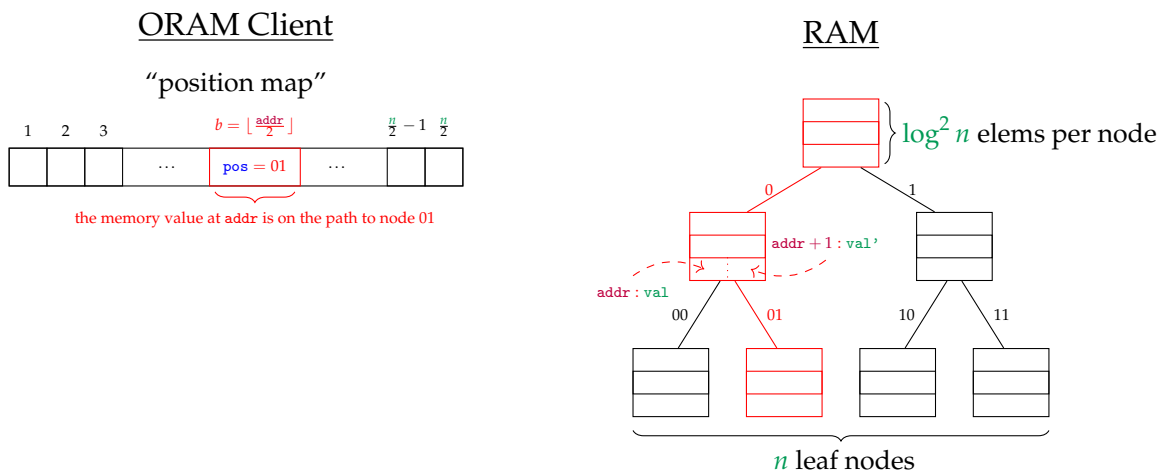 ORAM Client
“position map”
1 2 3 b = ⌊addr/2⌋ n/2 − 1 n/2
··· pos = 01 ···
the memory value at addr is on the path to node 01
RAM
log² n elems per node
0 1
addr + 1 : val’
addr : val
00 01 10 11
n leaf nodes